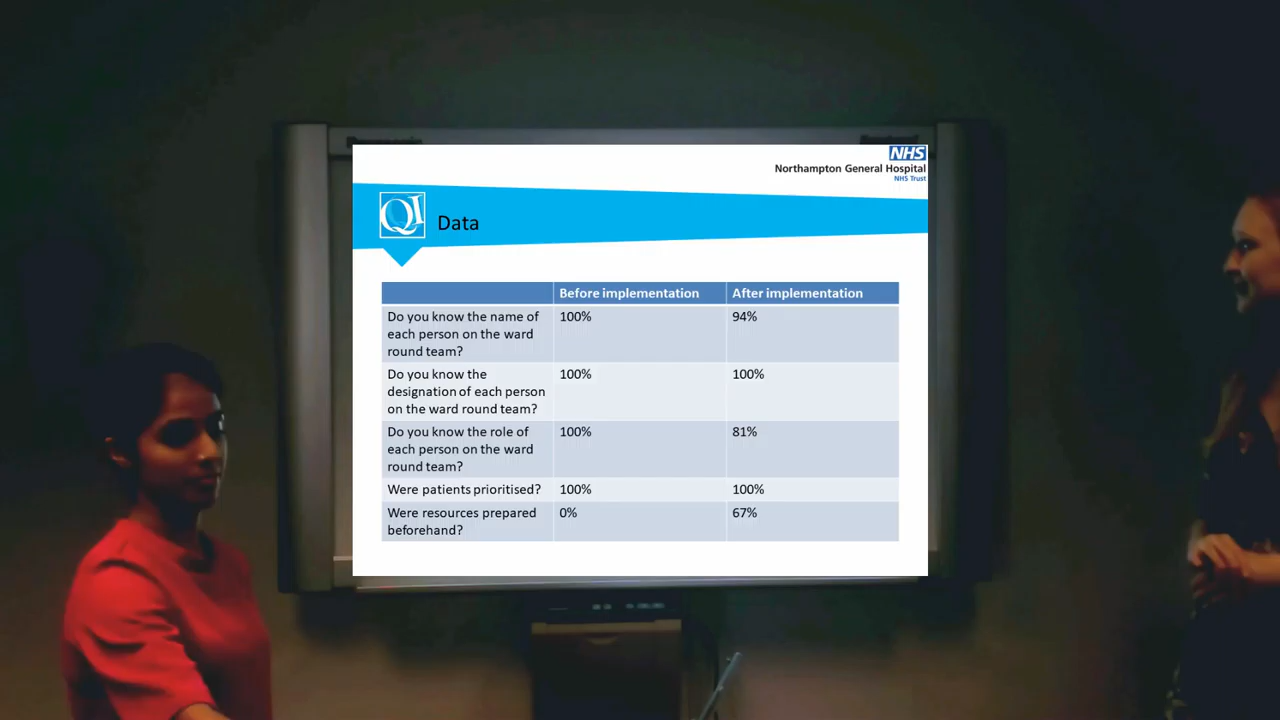 NHS
Northampton General Hospital
NHS Trust
QI
Data
Before implementation
After implementation
Do you know the name of
each person on the ward
round team?
100%
94%
Do you know the
designation of each person
on the ward round team?
100%
100%
Do you know the role of
each person on the ward
round team?
100%
81%
Were patients prioritised?
100%
100%
Were resources prepared
beforehand?
0%
67%